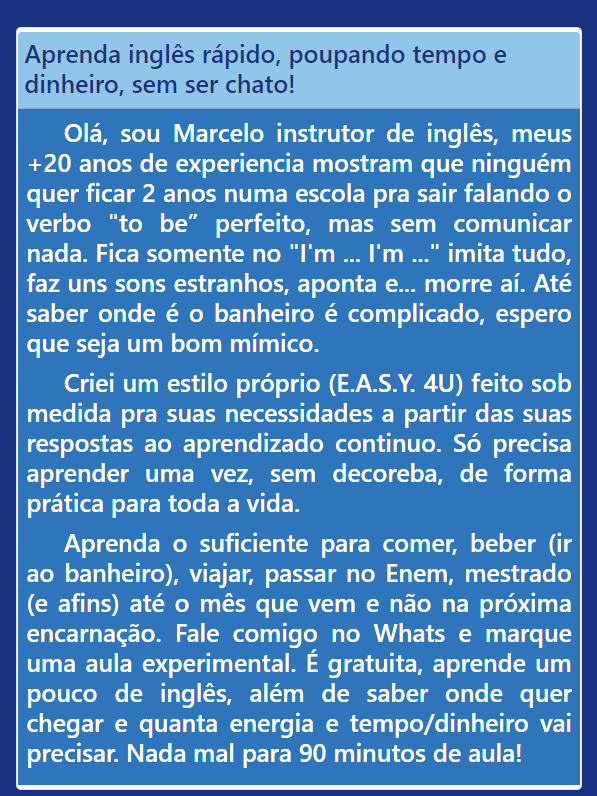 Aprenda inglês rápido, poupando tempo e
dinheiro, sem ser chato!
Olá, sou Marcelo instrutor de inglês, meus
+20 anos de experiencia mostram que ninguém
quer ficar 2 anos numa escola pra sair falando o
verbo "to be” perfeito, mas sem comunicar
nada. Fica somente no "I'm ... I'm ..." imita tudo,
faz uns sons estranhos, aponta e... morre aí. Até
saber onde é o banheiro é complicado, espero
que seja um bom mímico.
Criei um estilo próprio (E.A.S.Y. 4U) feito sob
medida pra suas necessidades a partir das suas
respostas ao aprendizado continuo. Só precisa
aprender uma vez, sem decoreba, de forma
prática para toda a vida.
Aprenda o suficiente para comer, beber (ir
ao banheiro), viajar, passar no Enem, mestrado
(e afins) até o mês que vem e não na próxima
encarnação. Fale comigo no Whats e marque
uma aula experimental. É gratuita, aprende um
pouco de inglês, além de saber onde quer
chegar e quanta energia e tempo/dinheiro vai
precisar. Nada mal para 90 minutos de aula!